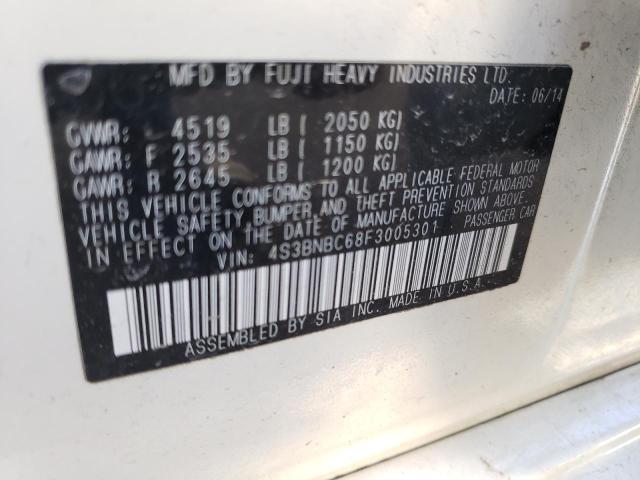 MFD BY FUJI HEAVY INDUSTRIES LTD.
DATE: 06/14
GVWR: 4519 LB ( 2050 KG)
GAWR: F 2535 LB ( 1150 KG)
GAWR: R 2645 LB ( 1200 KG)
THIS VEHICLE CONFORMS TO ALL APPLICABLE FEDERAL MOTOR
VEHICLE SAFETY, BUMPER, AND THEFT PREVENTION STANDARDS
IN EFFECT ON THE DATE OF MANUFACTURE SHOWN ABOVE.
VIN: 4S3BNBC68F3005301 PASSENGER CAR
ASSEMBLED BY SIA INC. MADE IN U.S.A.